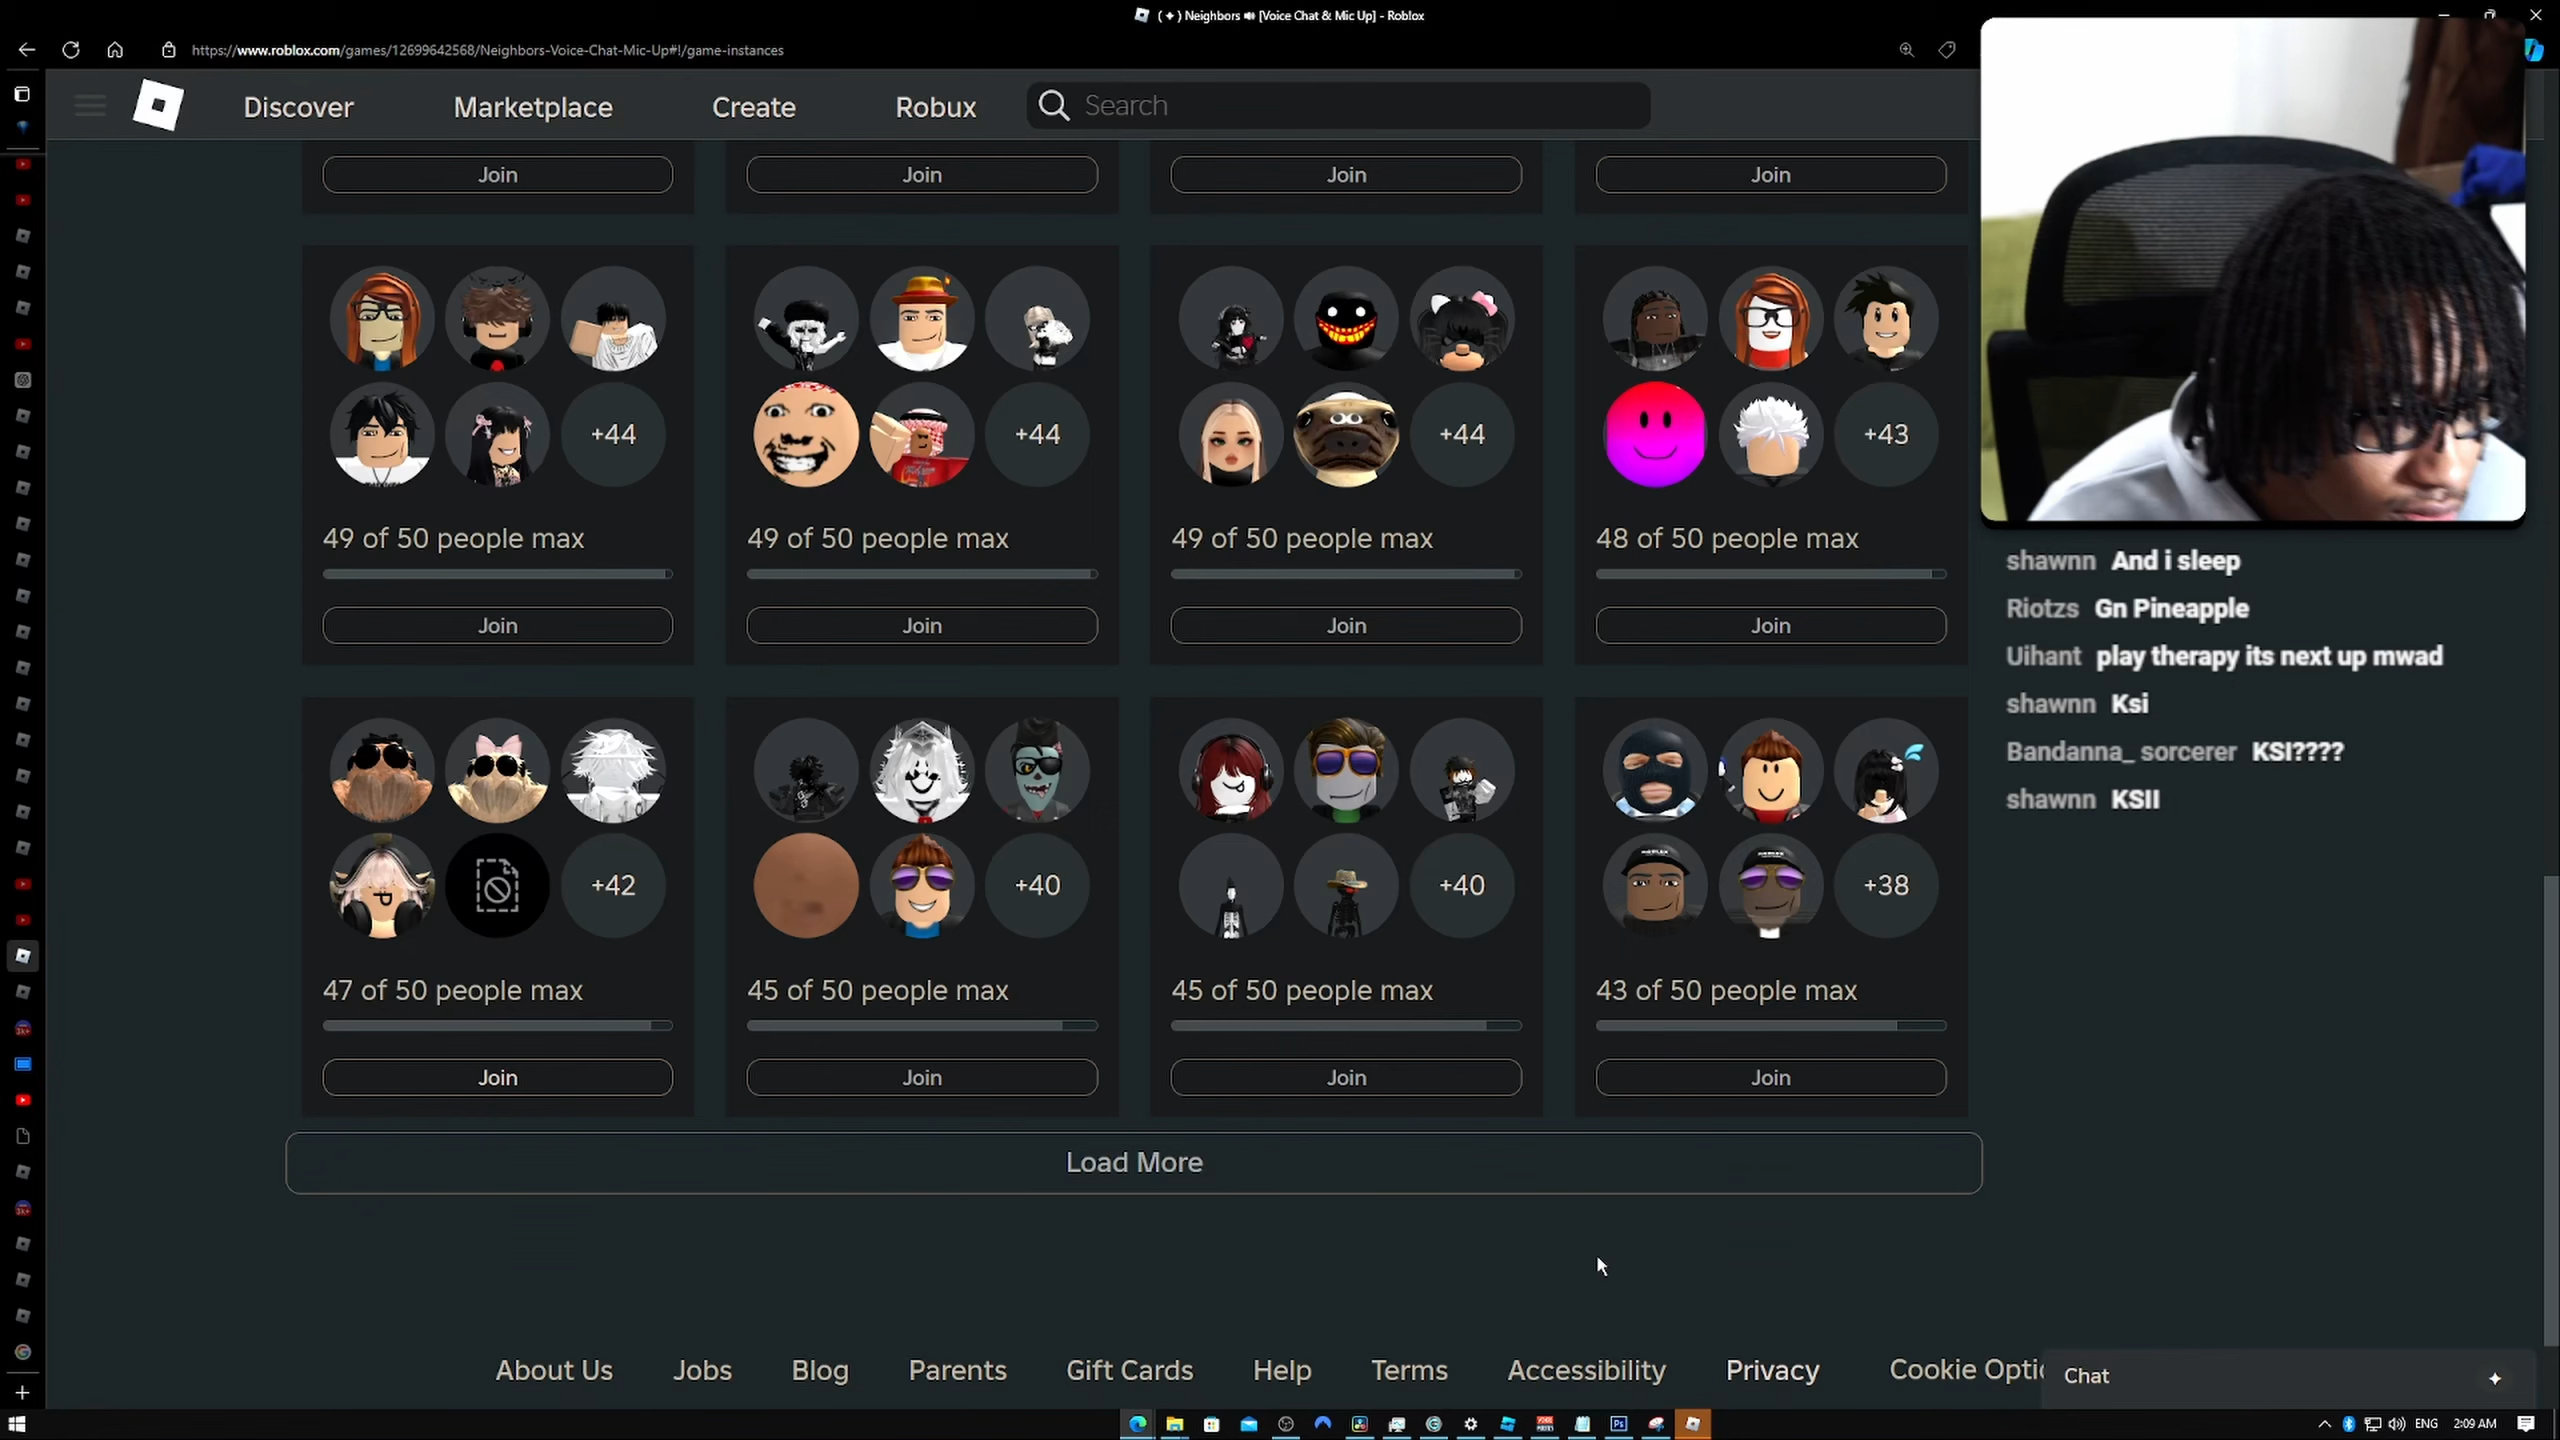 ( ✦ ) Neighbors 🔊 [Voice Chat & Mic Up] - Roblox
https://www.roblox.com/games/12699642568/Neighbors-Voice-Chat-Mic-Up#!/game-instances
Discover Marketplace Create Robux Search
Join Join Join Join
+44 +44 +44 +43
49 of 50 people max 49 of 50 people max 49 of 50 people max 48 of 50 people max
Join Join Join Join
shawnn And i sleep
Riotzs Gn Pineapple
Uihant play therapy its next up mwad
shawnn Ksi
Bandanna_ sorcerer KSI????
shawnn KSII
+42 +40 +40 +38
47 of 50 people max 45 of 50 people max 45 of 50 people max 43 of 50 people max
Join Join Join Join
Load More
About Us Jobs Blog Parents Gift Cards Help Terms Accessibility Privacy Cookie Optio
Chat
ENG 2:09 AM